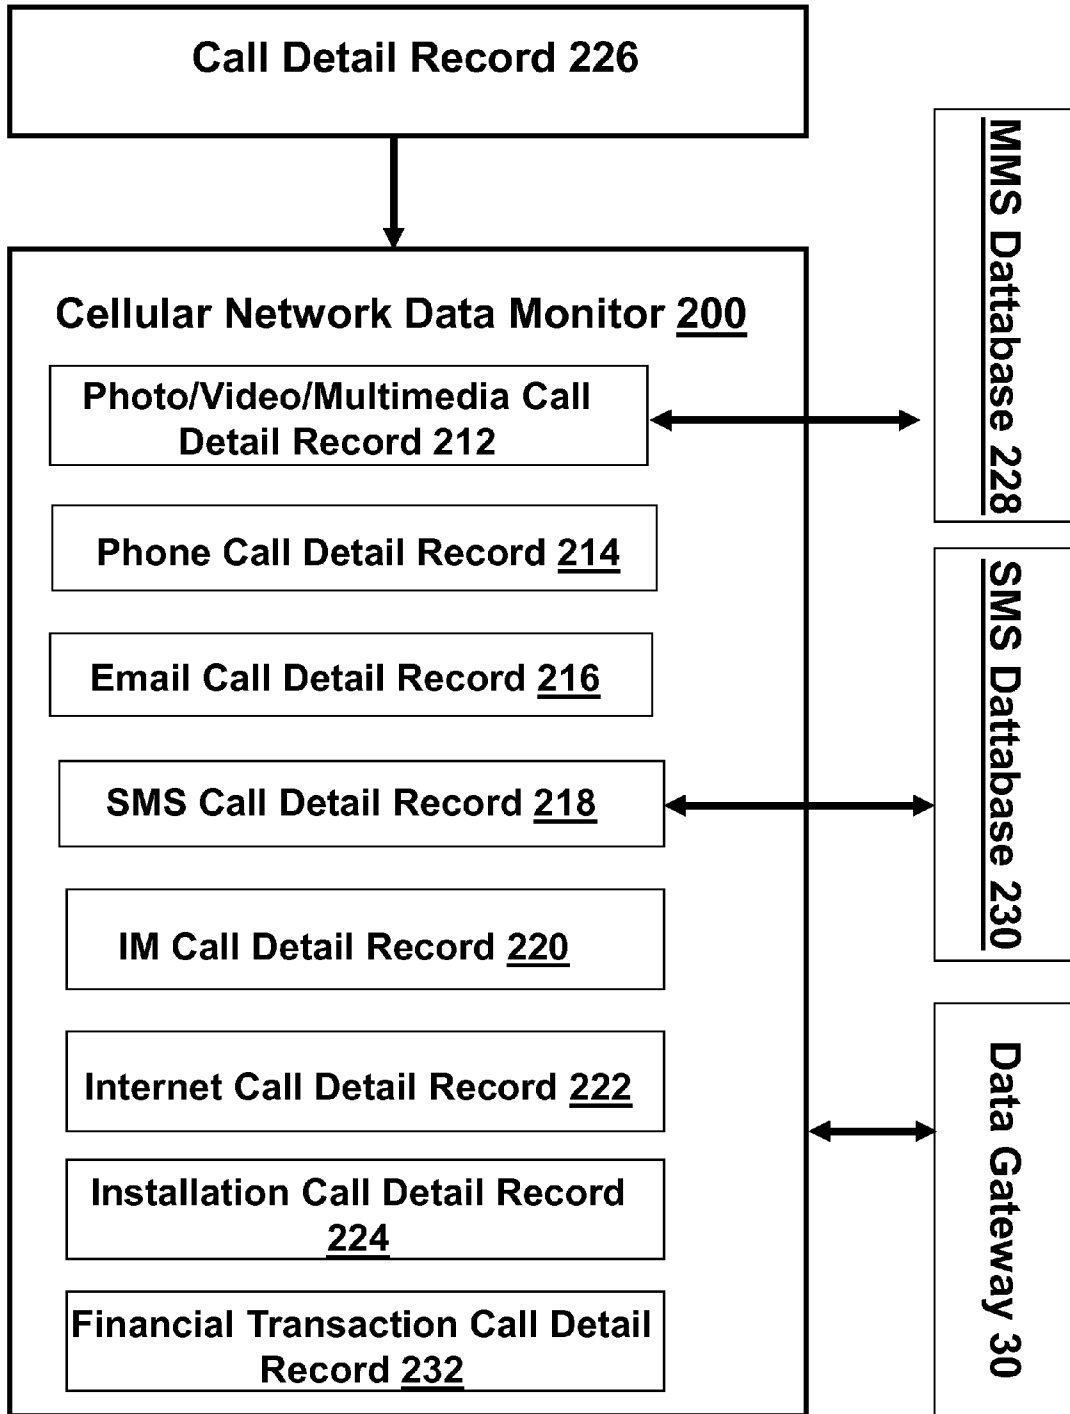 Call Detail Record 226
Cellular Network Data Monitor 200
Photo/Video/Multimedia Call
Detail Record 212
Phone Call Detail Record 214
Email Call Detail Record 216
SMS Call Detail Record 218
IM Call Detail Record 220
Internet Call Detail Record 222
Installation Call Detail Record
224
Financial Transaction Call Detail
Record 232
MMS Dattabase 228
SMS Dattabase 230
Data Gateway 30